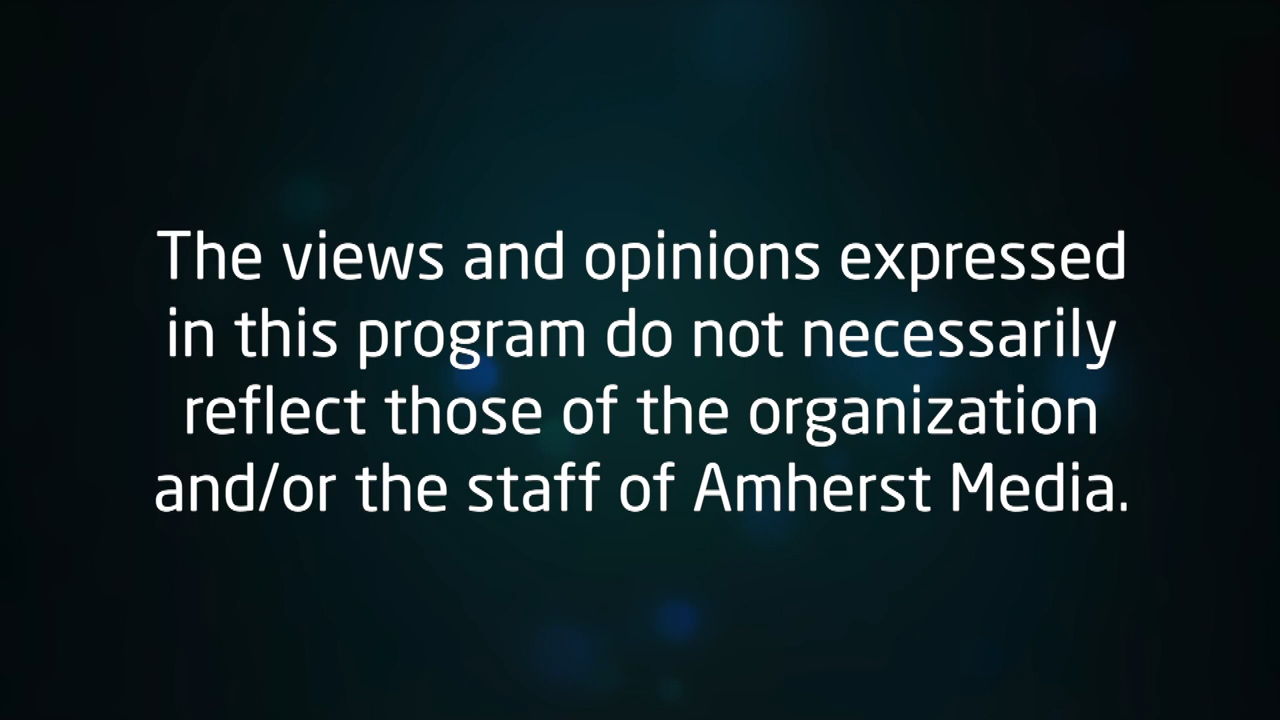 The views and opinions expressed
in this program do not necessarily
reflect those of the organization
and/or the staff of Amherst Media.